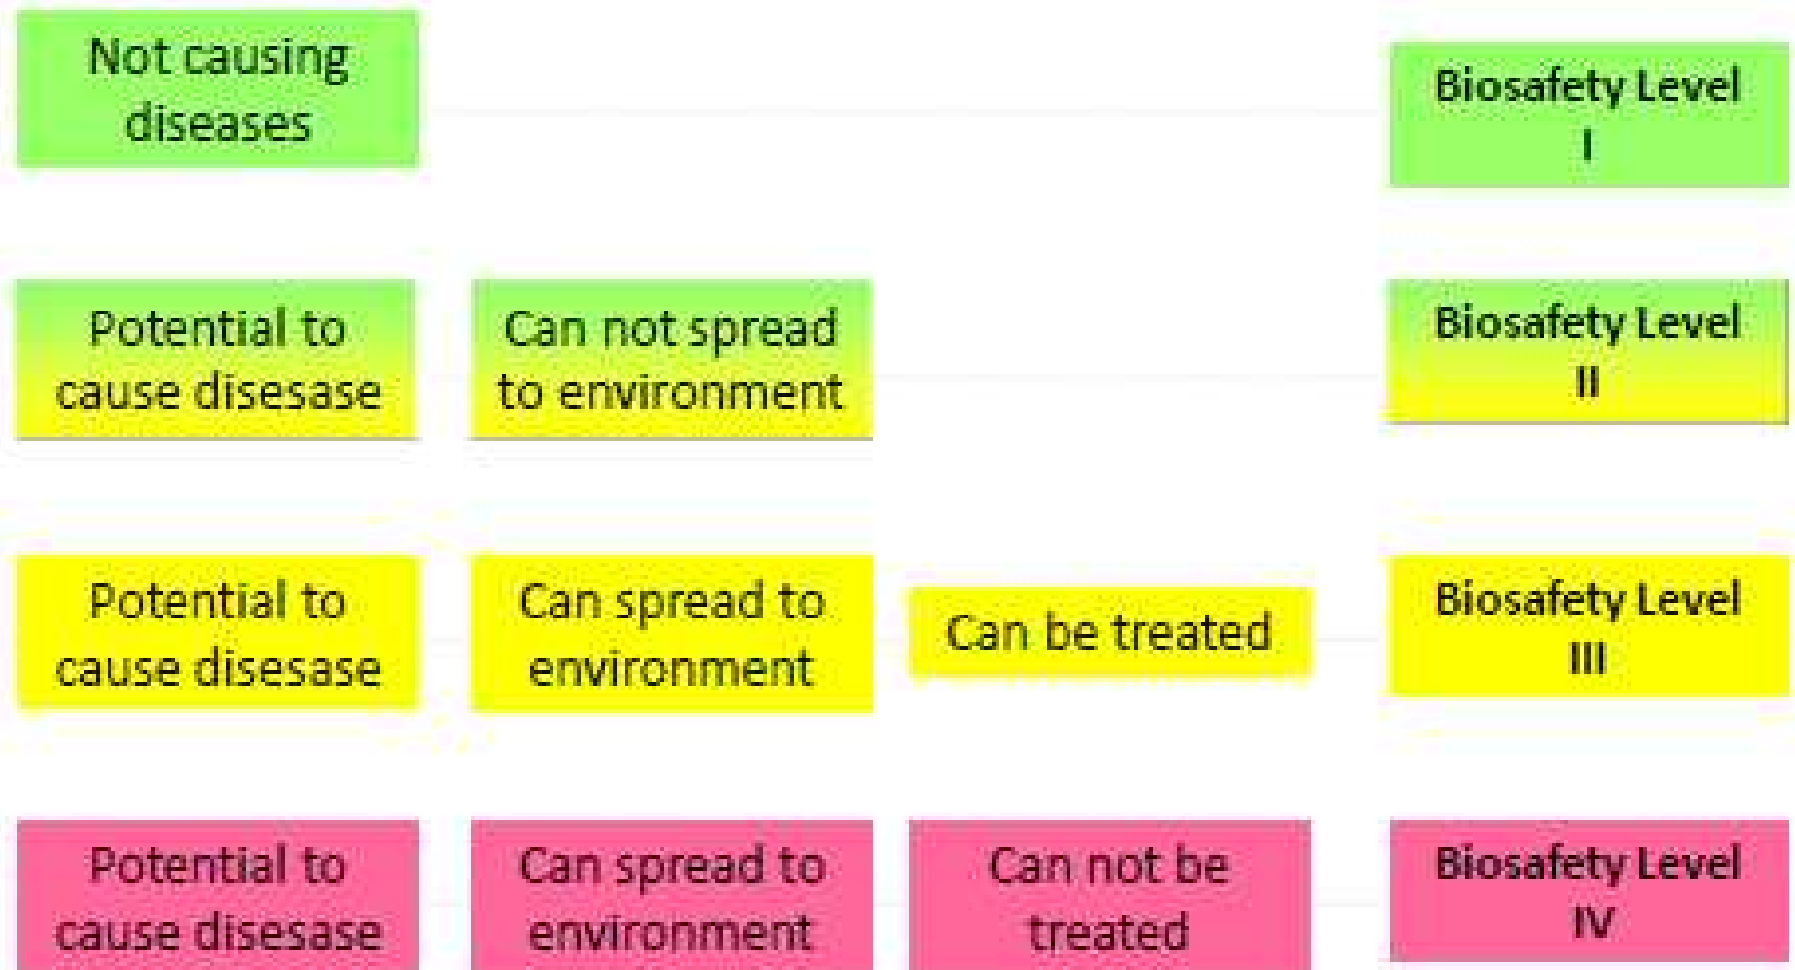 Not causing
diseases
Biosafety Level
I
Potential to
cause disesase
Can not spread
to environment
Biosafety Level
II
Potential to
cause disesase
Can spread to
environment
Can be treated
Biosafety Level
III
Potential to
cause disesase
Can spread to
environment
Can not be
treated
Biosafety Level
IV